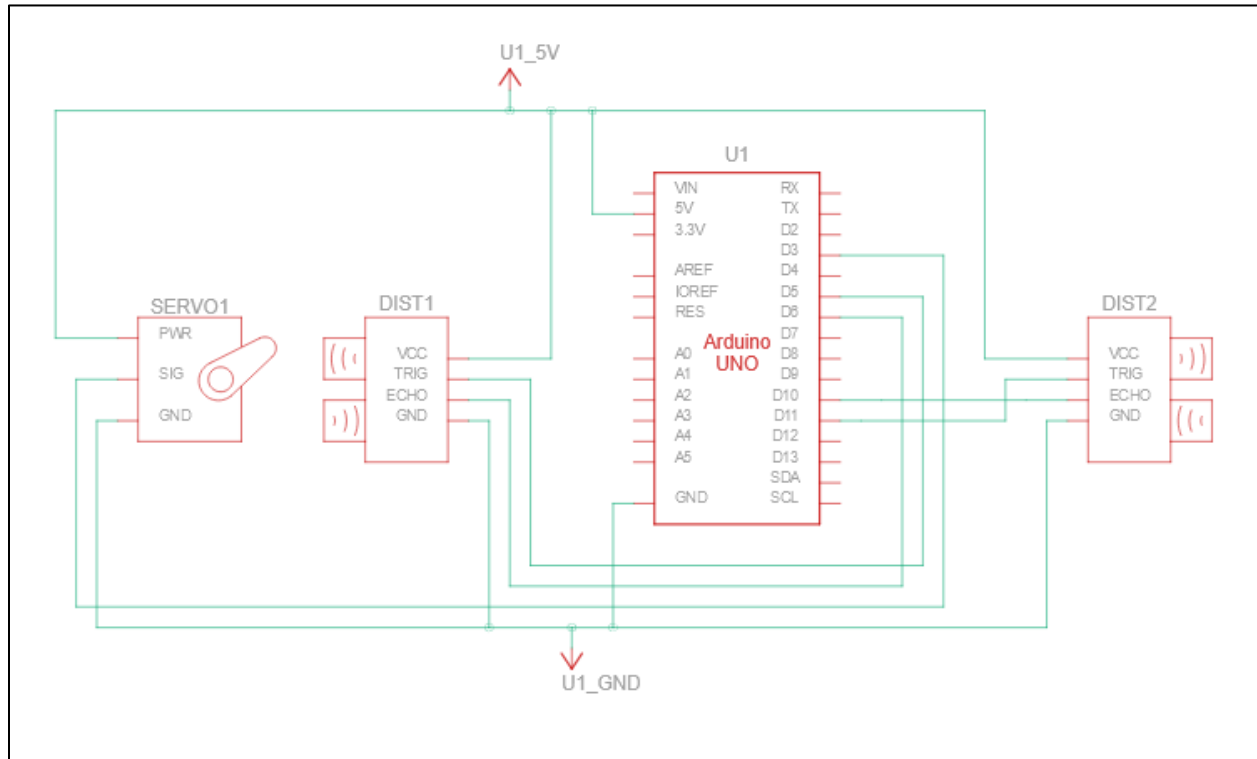 U1_5V
U1
VIN
5V
3.3V
AREF
IOREF
RES
A0
A1
A2
A3
A4
A5
GND
Arduino
UNO
RX
TX
D2
D3
D4
D5
D6
D7
D8
D9
D10
D11
D12
D13
SDA
SCL
SERVO1
PWR
SIG
GND
DIST1
VCC
TRIG
ECHO
GND
DIST2
VCC
TRIG
ECHO
GND
U1_GND